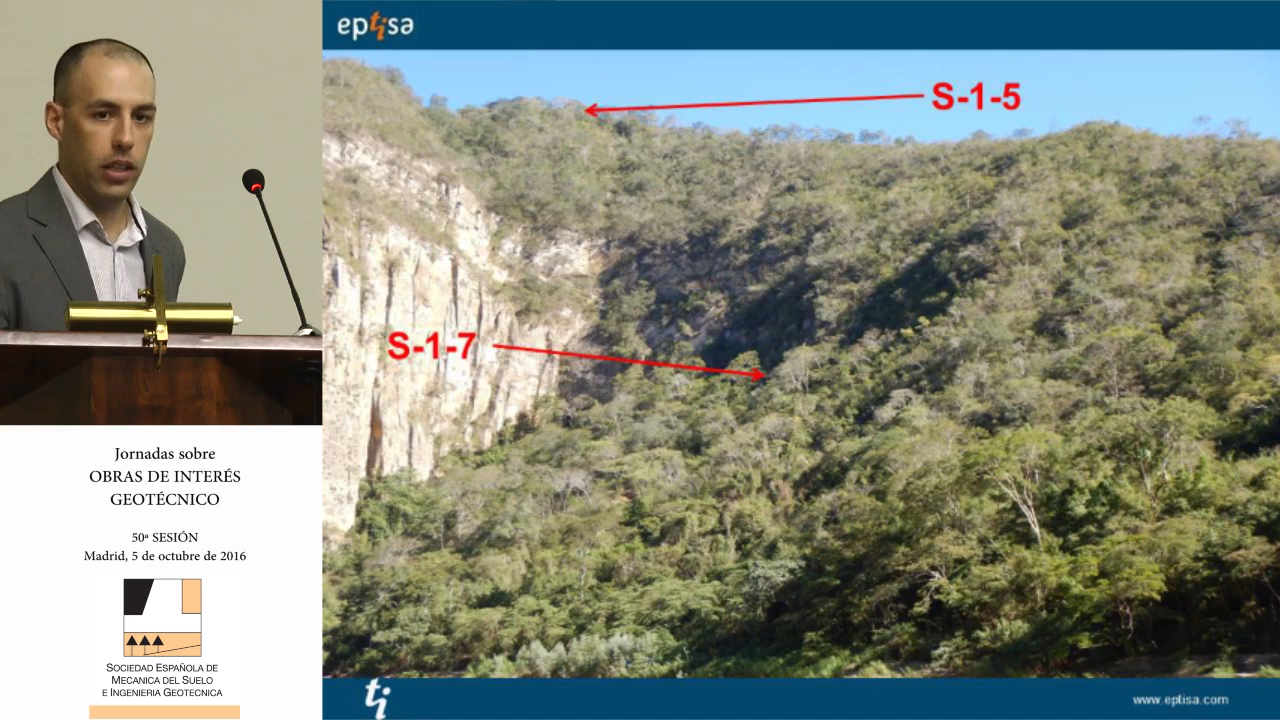 eptisa
S-1-5
S-1-7
Jornadas sobre
OBRAS DE INTERÉS
GEOTÉCNICO
50ª SESIÓN
Madrid, 5 de octubre de 2016
SOCIEDAD ESPAÑOLA DE
MECANICA DEL SUELO
E INGENIERIA GEOTECNICA
ti
www.eptisa.com